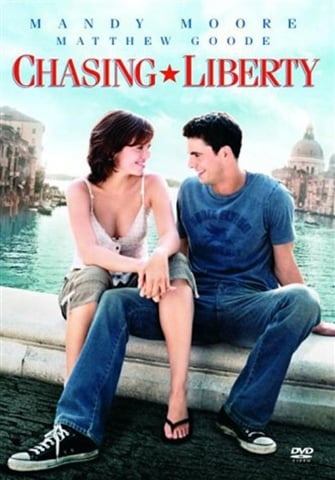 MANDY MOORE
MATTHEW GOODE
CHASING★LIBERTY
DVD
VIDEO